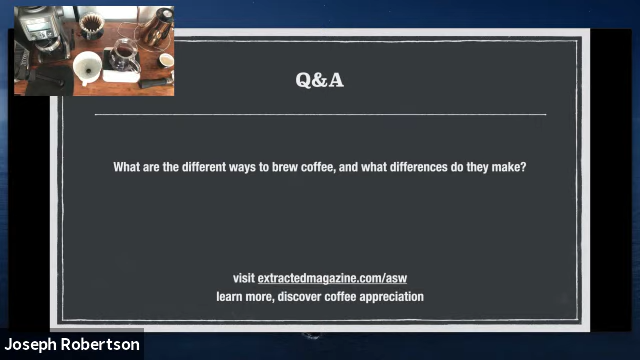 Q&A
What are the different ways to brew coffee, and what differences do they make?
visit extractedmagazine.com/asw
learn more, discover coffee appreciation
Joseph Robertson